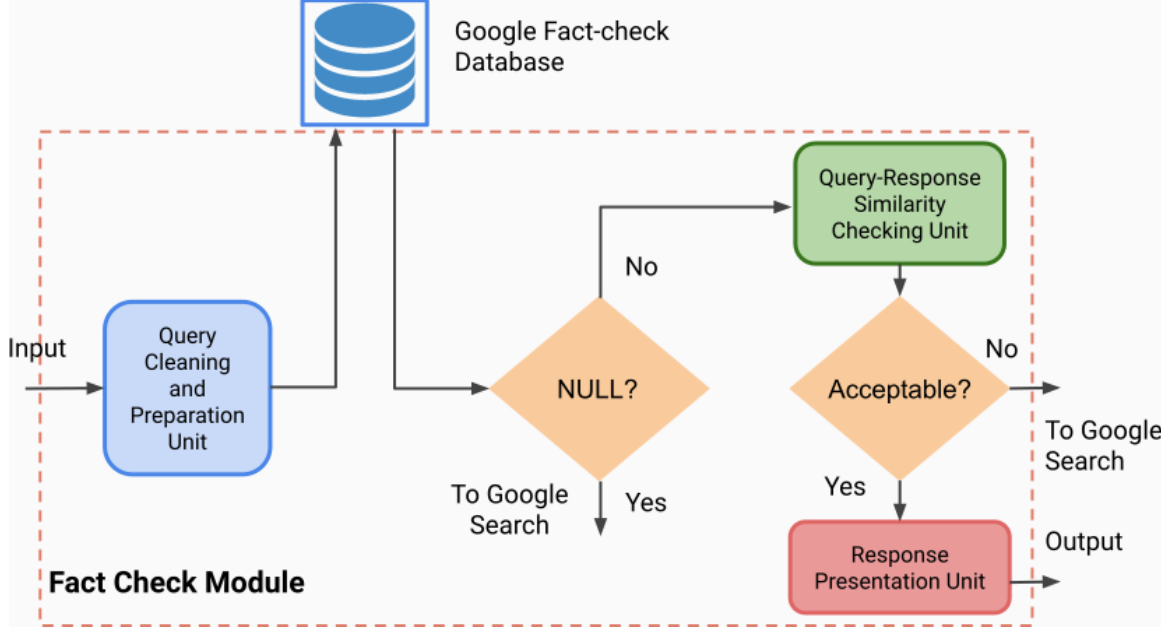 Google Fact-check
Database
Query-Response
Similarity
Checking Unit
No
Input
Query
Cleaning
and
Preparation
Unit
NULL?
No
Acceptable?
To Google
Search
Yes
To Google
Search
Yes
Response
Presentation Unit
Output
Fact Check Module